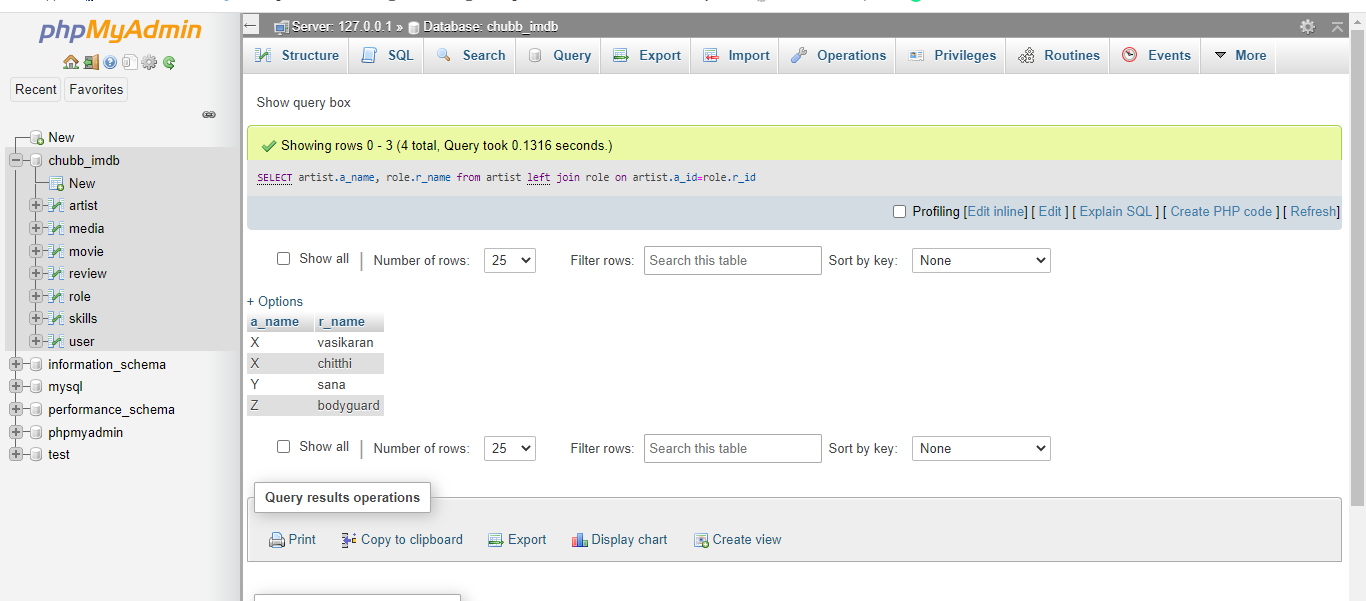 phpMyAdmin
Recent Favorites
New
chubb_imdb
New
artist
media
movie
review
role
skills
user
information_schema
mysql
performance_schema
phpmyadmin
test
Server: 127.0.0.1 » Database: chubb_imdb
Structure SQL Search Query Export Import Operations Privileges Routines Events More
Show query box
Showing rows 0 - 3 (4 total, Query took 0.1316 seconds.)
SELECT artist.a_name, role.r_name from artist left join role on artist.a_id=role.r_id
Profiling [Edit inline] [ Edit ] [ Explain SQL ] [ Create PHP code ] [ Refresh]
Show all | Number of rows: 25 Filter rows: Search this table Sort by key: None
+ Options
a_name r_name
X vasikaran
X chitthi
Y sana
Z bodyguard
Show all | Number of rows: 25 Filter rows: Search this table Sort by key: None
Query results operations
Print Copy to clipboard Export Display chart Create view